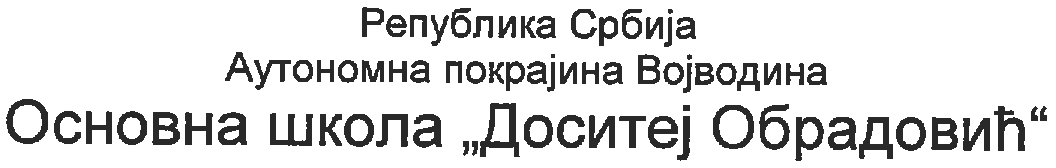 Република Србија
Аутономна покрајина Војводина
Основна школа „Доситеј Обрадовић“